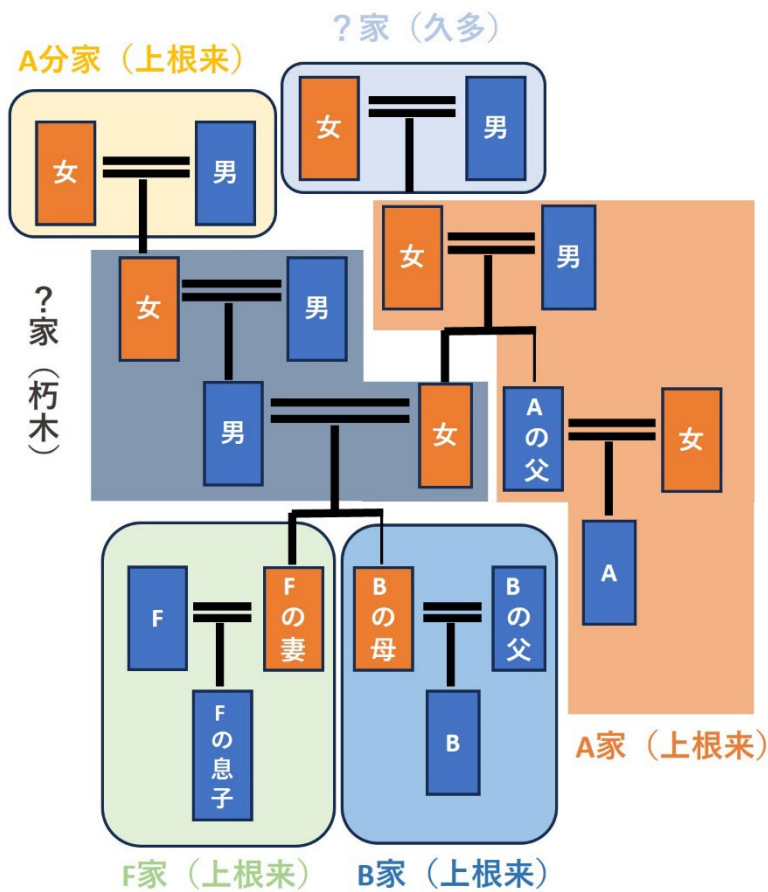 ？家（久多）
A分家（上根来）
女
男
女
男
女
男
女
男
？家（朽木）
男
女
Aの父
女
A
F
Fの妻
Bの母
Bの父
Fの息子
B
A家（上根来）
F家（上根来）
B家（上根来）